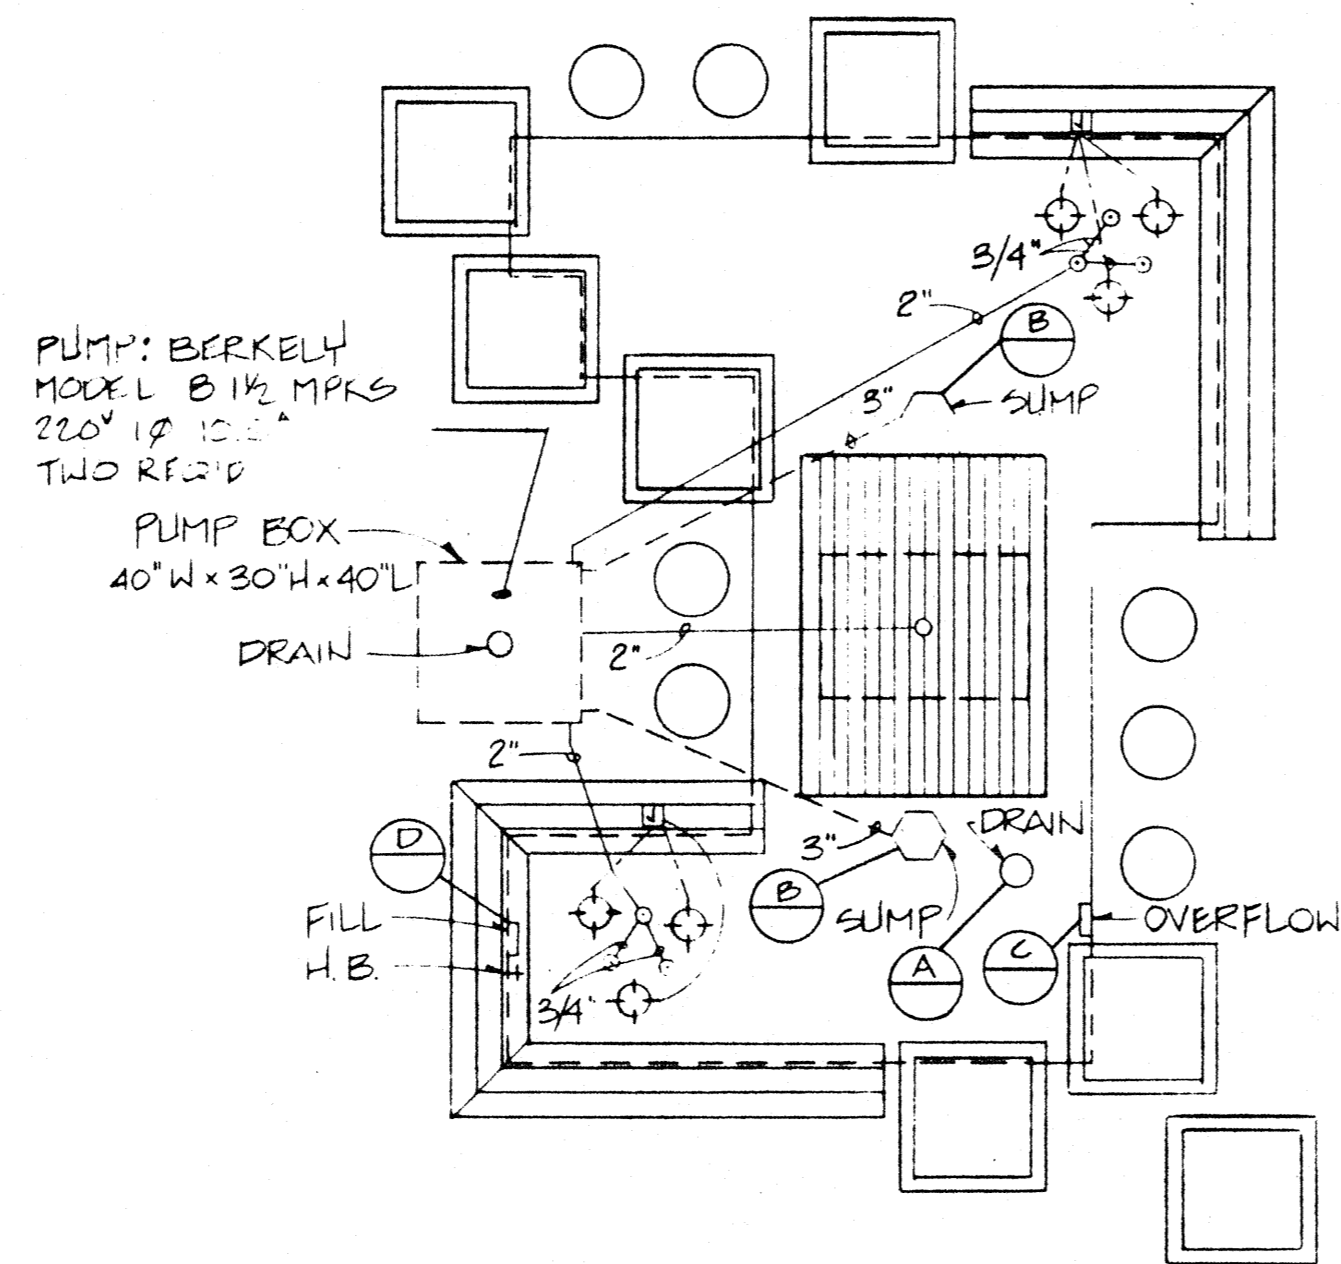 PUMP: BERKELY
MODEL B 1½ MPKS
220V 1Ø
TWO REQ'D
PUMP BOX
40"W x 30"H x 40"L
DRAIN
3/4"
2"
B
3"
SUMP
2"
2"
J
D
FILL
H.B.
3/4"
3"
B
SUMP
DRAIN
A
C
OVERFLOW